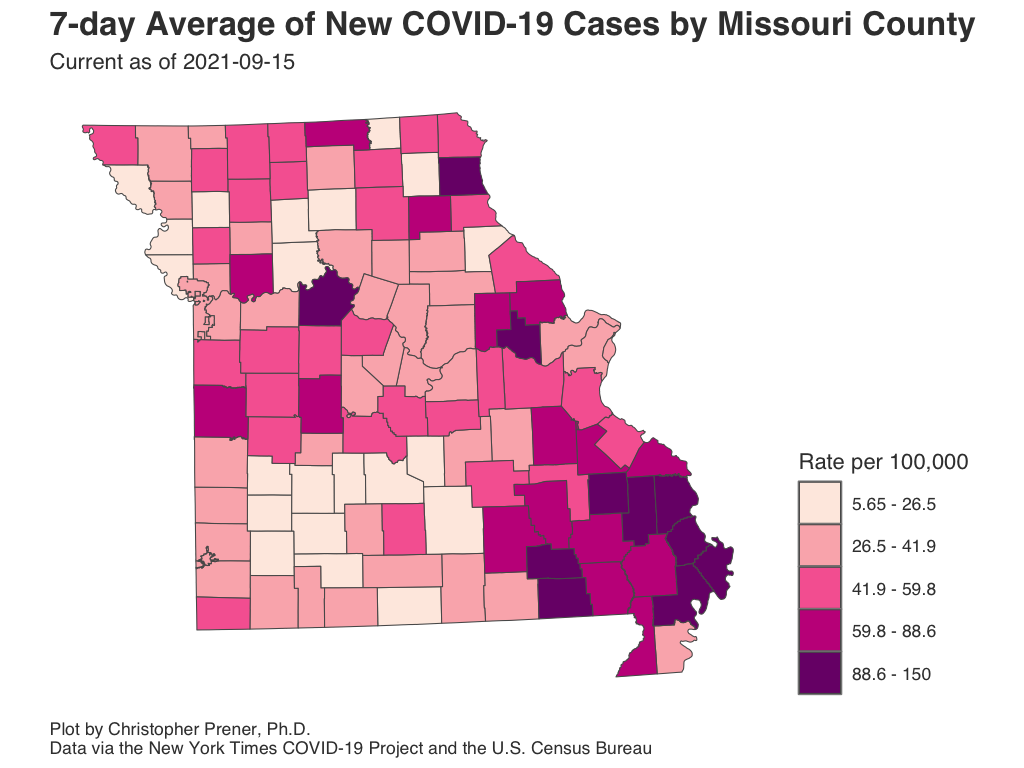 7-day Average of New COVID-19 Cases by Missouri County
Current as of 2021-09-15
Rate per 100,000
5.65 - 26.5
26.5 - 41.9
41.9 - 59.8
59.8 - 88.6
88.6 - 150
Plot by Christopher Prener, Ph.D.
Data via the New York Times COVID-19 Project and the U.S. Census Bureau